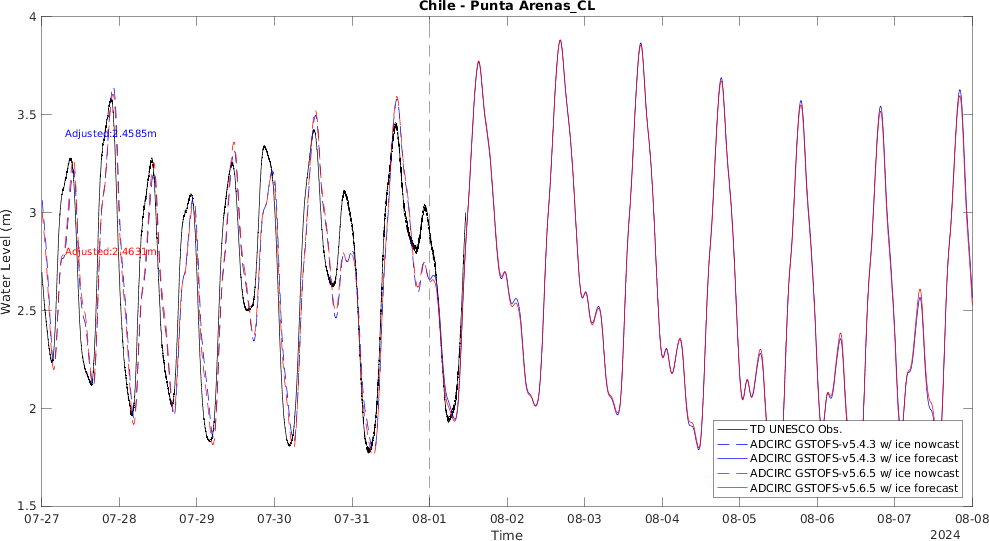 Chile - Punta Arenas_CL
4
3.5
3
2.5
2
1.5
Water Level (m)
Adjusted:2.4585m
Adjusted:2.4631m
TD UNESCO Obs.
ADCIRC GSTOFS-v5.4.3 w/ ice nowcast
ADCIRC GSTOFS-v5.4.3 w/ ice forecast
ADCIRC GSTOFS-v5.6.5 w/ ice nowcast
ADCIRC GSTOFS-v5.6.5 w/ ice forecast
07-27 07-28 07-29 07-30 07-31 08-01 08-02 08-03 08-04 08-05 08-06 08-07 08-08
Time
2024